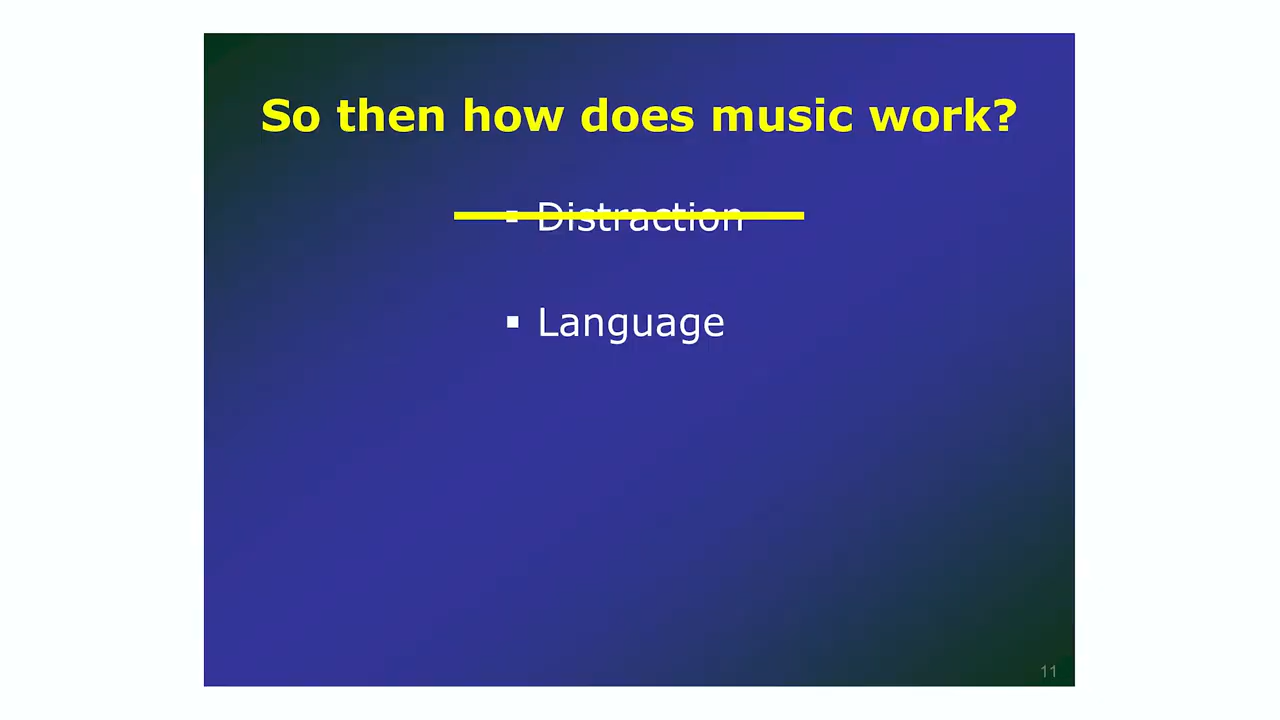 So then how does music work?
▪ Distraction
▪ Language
11